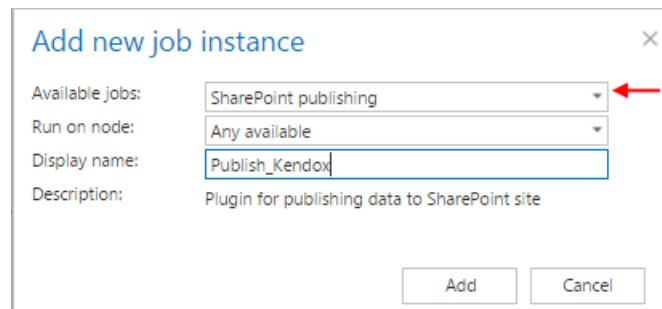 Add new job instance
Available jobs: SharePoint publishing
Run on node: Any available
Display name: Publish_Kendox
Description: Plugin for publishing data to SharePoint site
Add Cancel